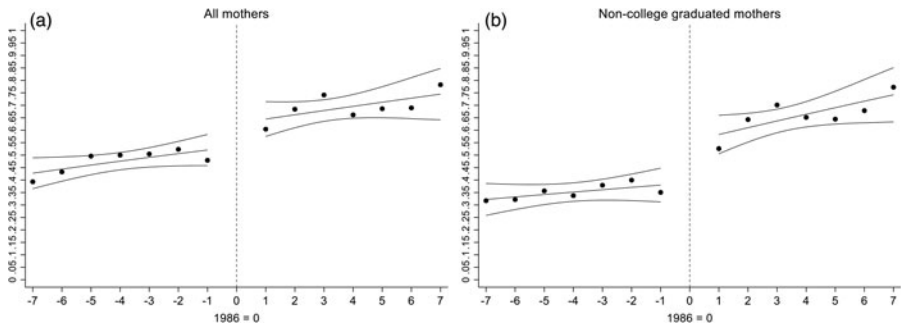 (a) All mothers
0 .05 .1 .15 .2 .25 .3 .35 .4 .45 .5 .55 .6 .65 .7 .75 .8 .85 .9 .95 1
-7 -6 -5 -4 -3 -2 -1 0 1 2 3 4 5 6 7
1986 = 0
(b) Non-college graduated mothers
0 .05 .1 .15 .2 .25 .3 .35 .4 .45 .5 .55 .6 .65 .7 .75 .8 .85 .9 .95 1
-7 -6 -5 -4 -3 -2 -1 0 1 2 3 4 5 6 7
1986 = 0